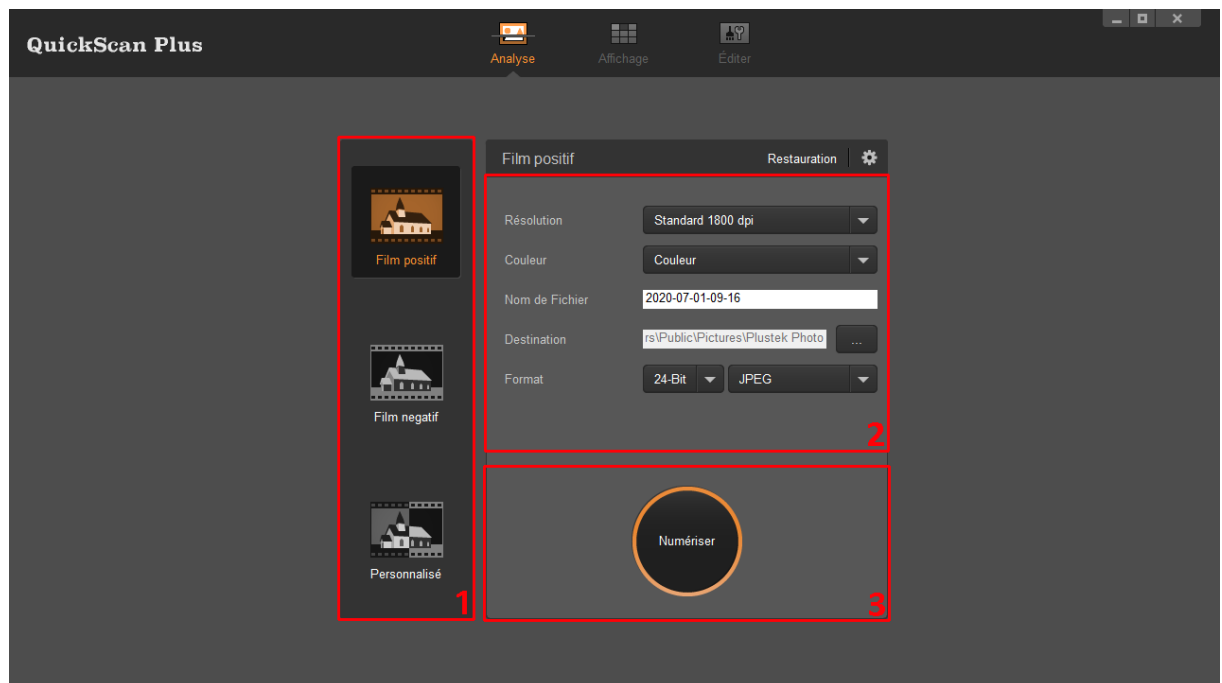 QuickScan Plus
Analyse
Affichage
Éditer
Film positif
Film negatif
Personnalisé
1
Film positif
Restauration
Résolution
Standard 1800 dpi
Couleur
Couleur
Nom de Fichier
2020-07-01-09-16
Destination
rs\Public\Pictures\Plustek Photo
...
Format
24-Bit
JPEG
2
Numériser
3